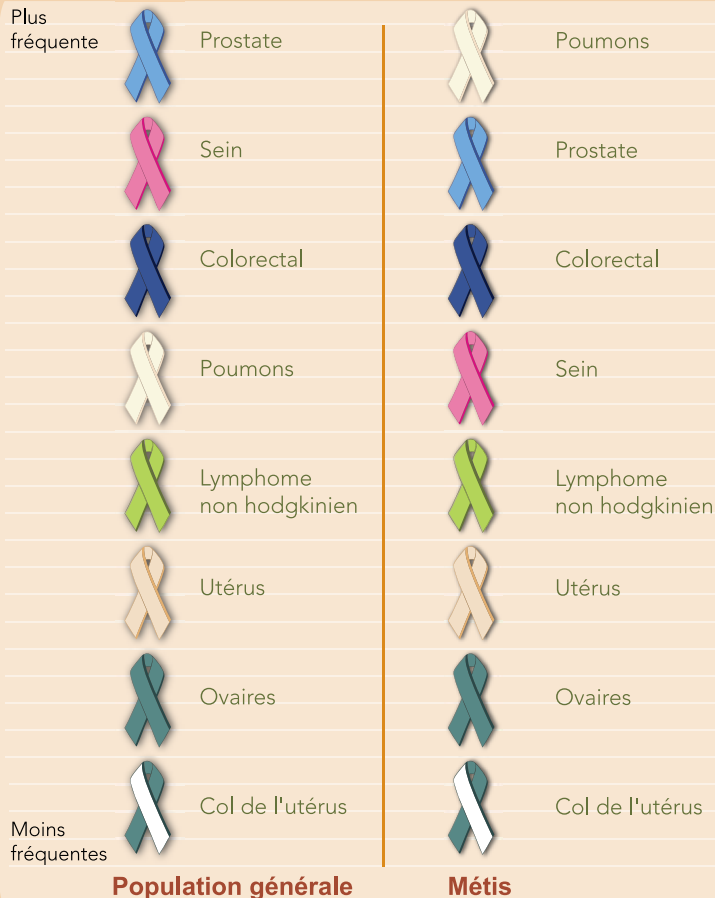 Plus
fréquente
Prostate
Poumons
Sein
Prostate
Colorectal
Colorectal
Poumons
Sein
Lymphome
non hodgkinien
Lymphome
non hodgkinien
Utérus
Utérus
Ovaires
Ovaires
Col de l'utérus
Col de l'utérus
Moins
fréquentes
Population générale
Métis